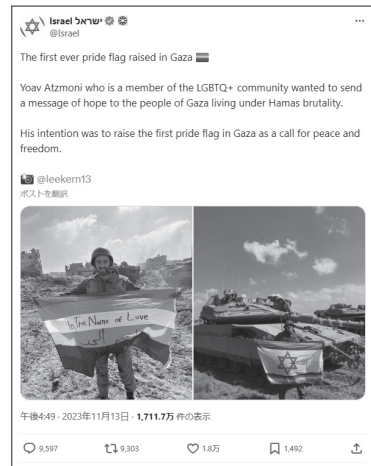 Israel ישראל
@Israel
The first ever pride flag raised in Gaza
Yoav Atzmoni who is a member of the LGBTQ+ community wanted to send
a message of hope to the people of Gaza living under Hamas brutality.
His intention was to raise the first pride flag in Gaza as a call for peace and
freedom.
@leekern13
ポストを翻訳
In The Name of Love
午後4:49 · 2023年11月13日 · 1,711.7万 件の表示
9,597 9,303 1.8万 1,492